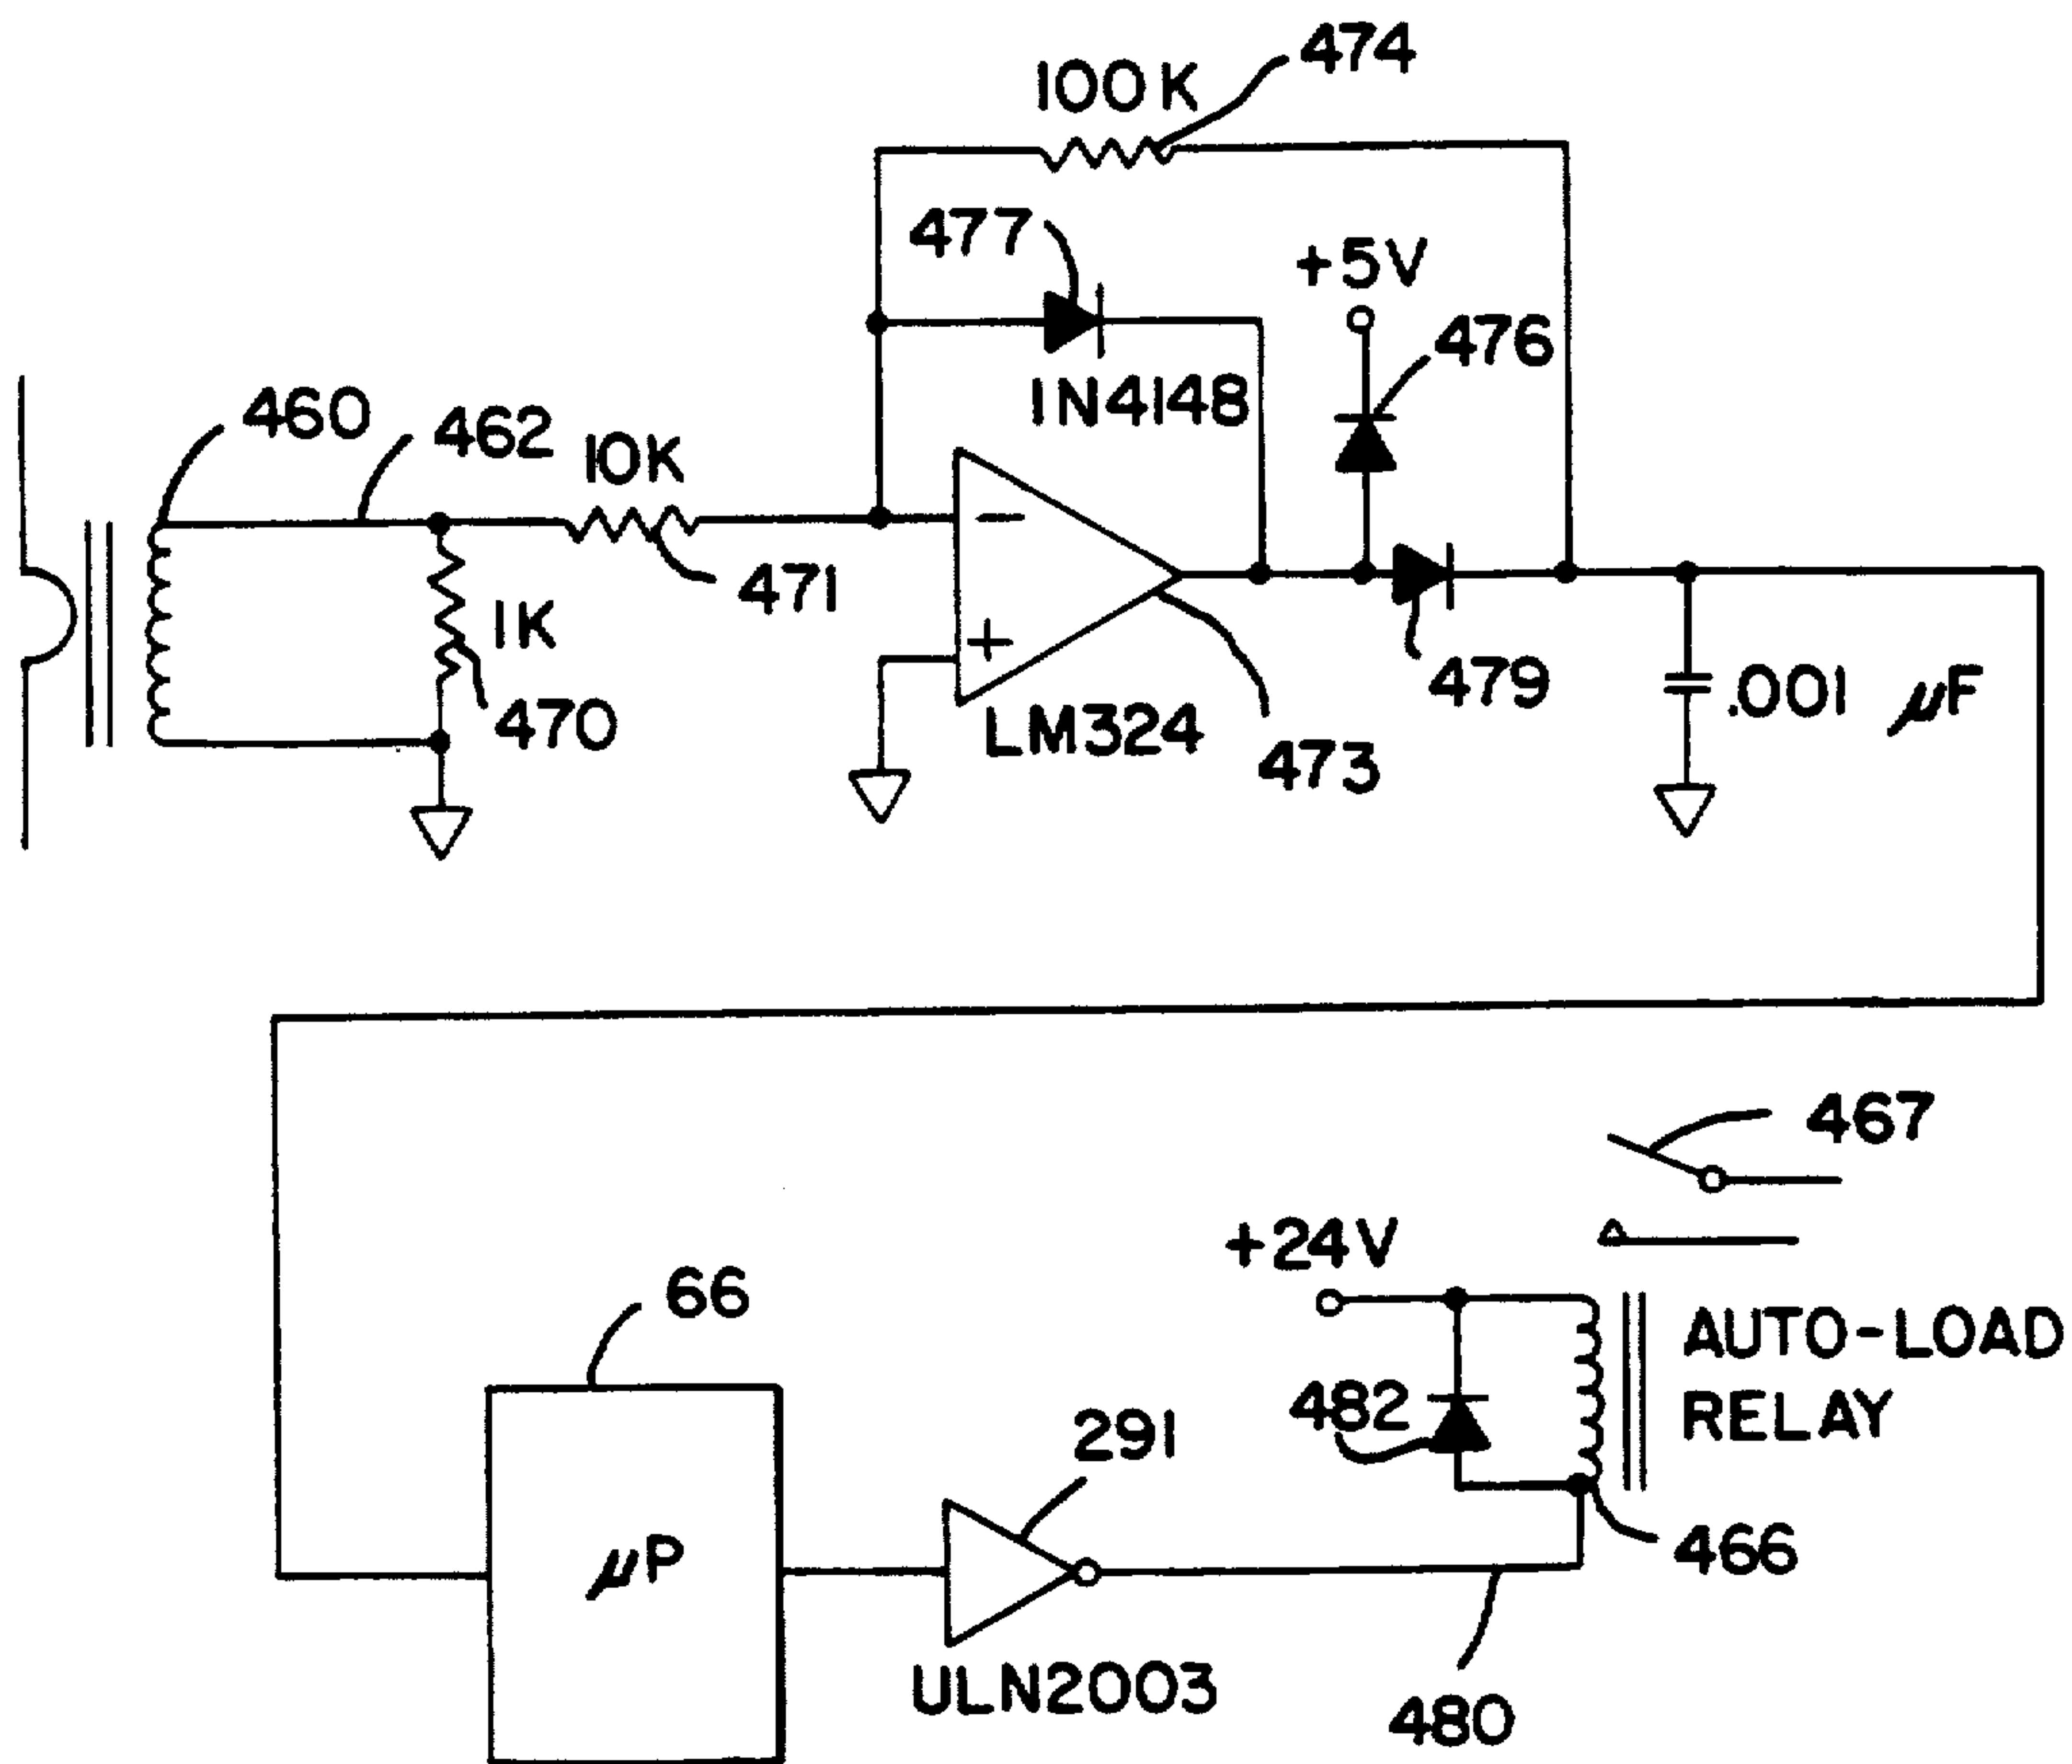 474
100K
477
+5V
476
1N4148
460
462
10K
471
−
+
1K
470
LM324
473
479
.001 µF
467
+24V
66
AUTO-LOAD
RELAY
482
291
466
µP
ULN2003
480